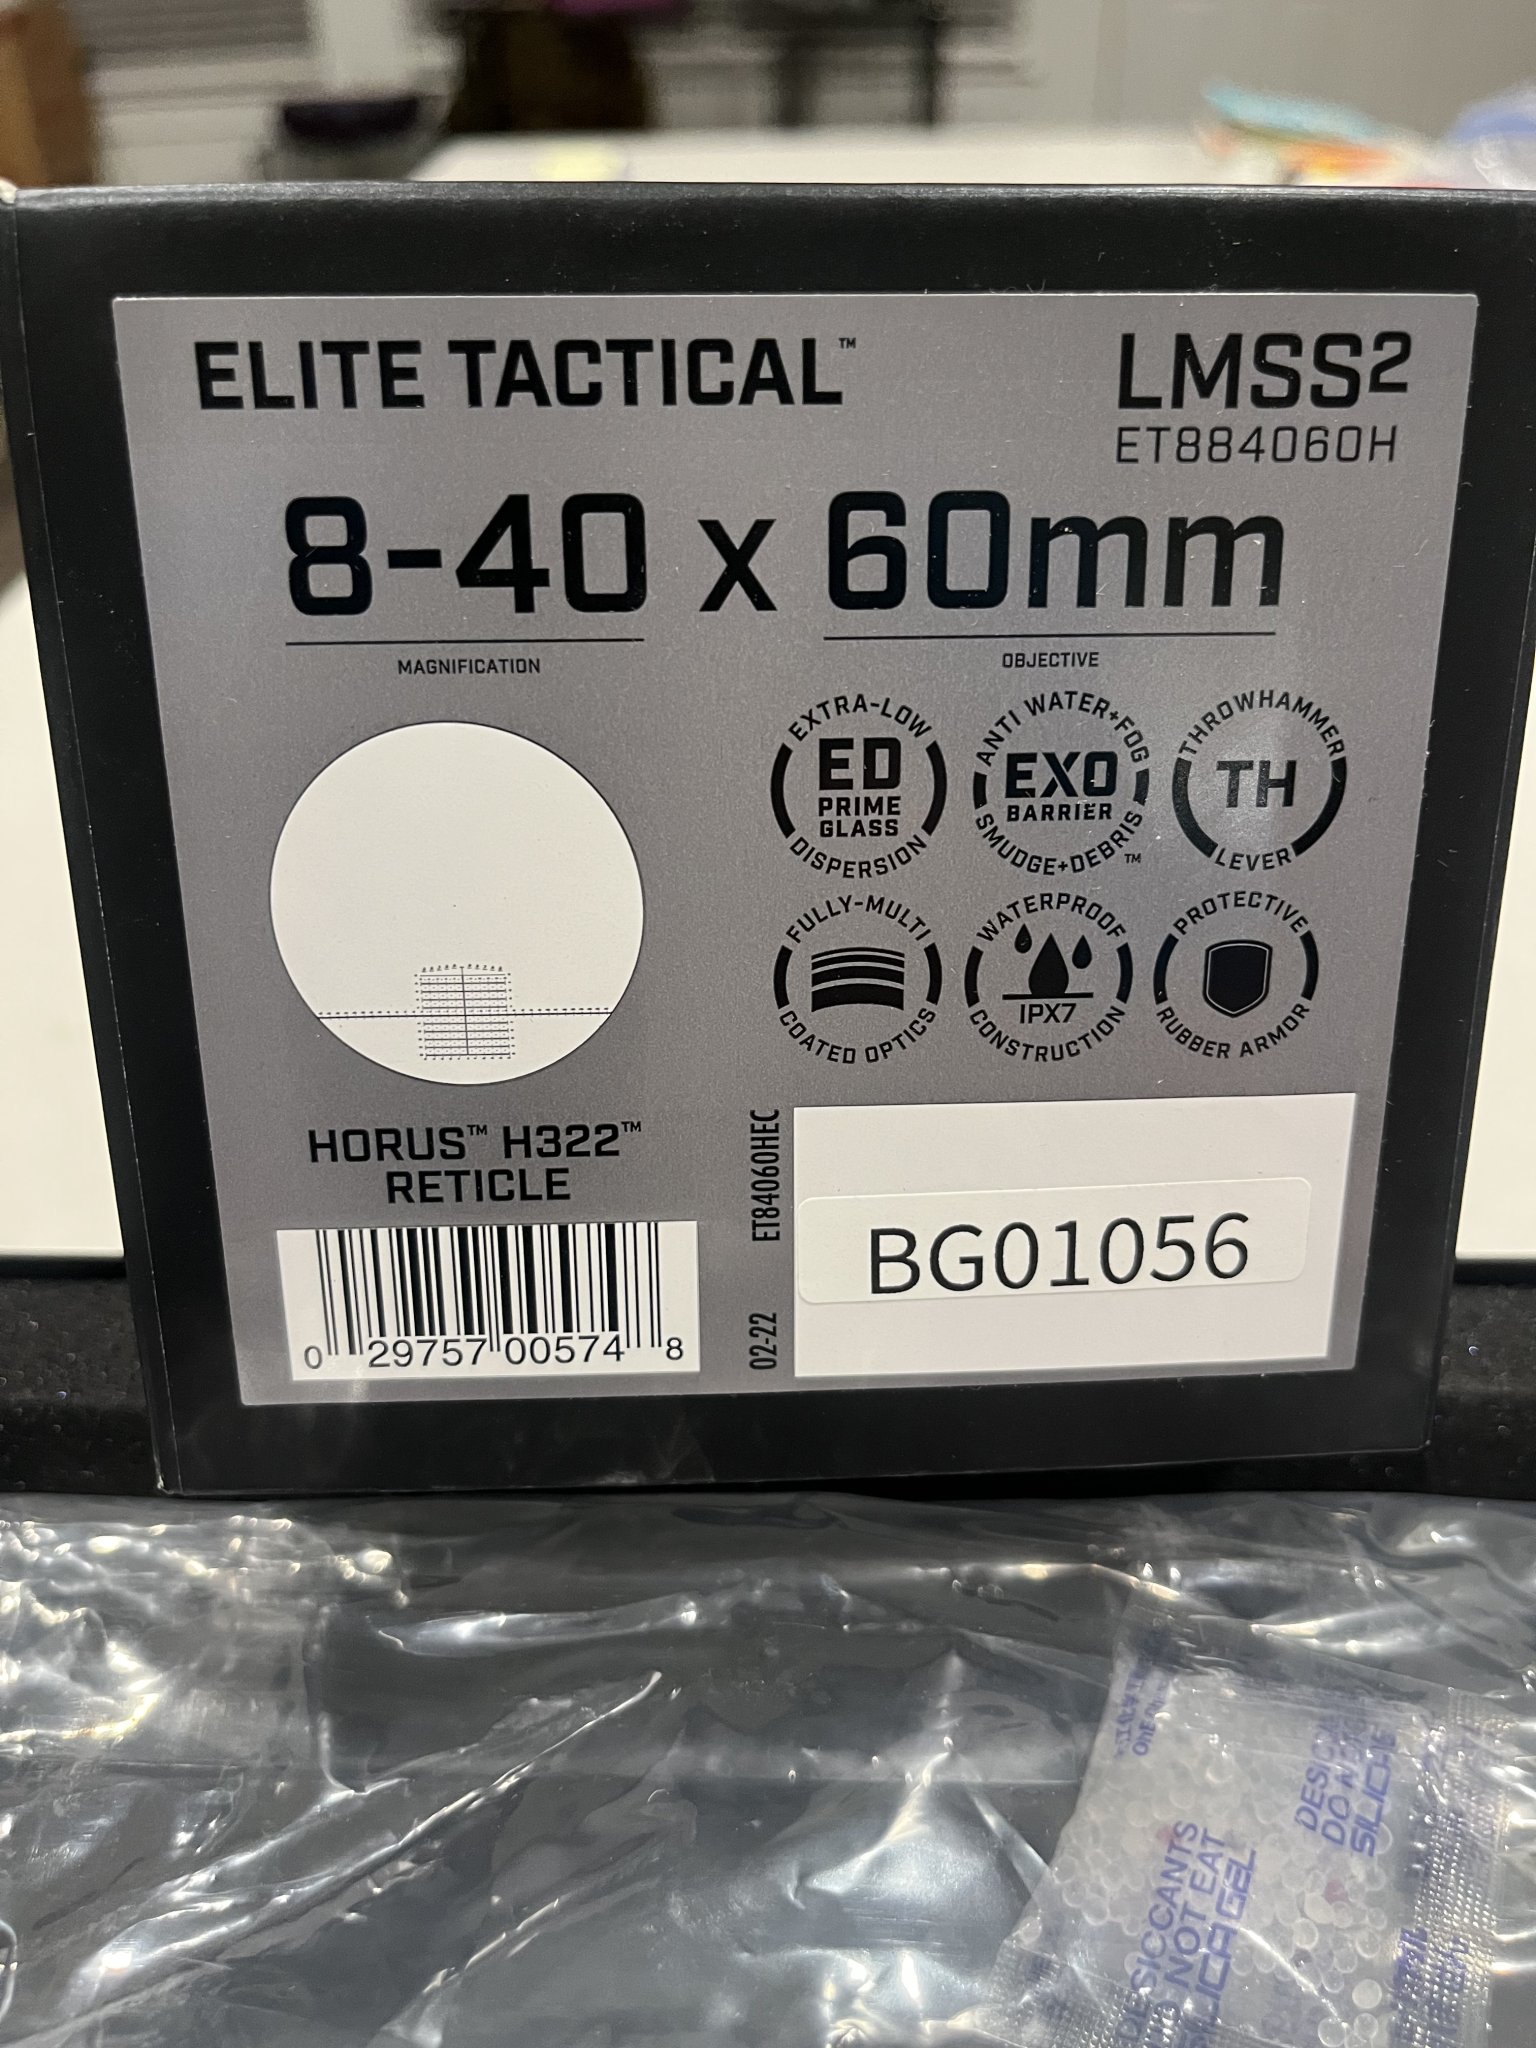 ELITE TACTICAL™
LMSS2
ET884060H
8-40 x 60mm
MAGNIFICATION
OBJECTIVE
EXTRA-LOW
ED
PRIME
GLASS
DISPERSION
ANTI WATER+FOG
EXO
BARRIER
SMUDGE+DEBRIS™
THROWHAMMER
TH
LEVER
FULLY-MULTI
COATED OPTICS
WATERPROOF
IPX7
CONSTRUCTION
PROTECTIVE
RUBBER ARMOR
HORUS™ H322™
RETICLE
0 29757 00574 8
02-22 ET84060HEC
BG01056
DESICCANTS
DO NOT EAT
SILICA GEL